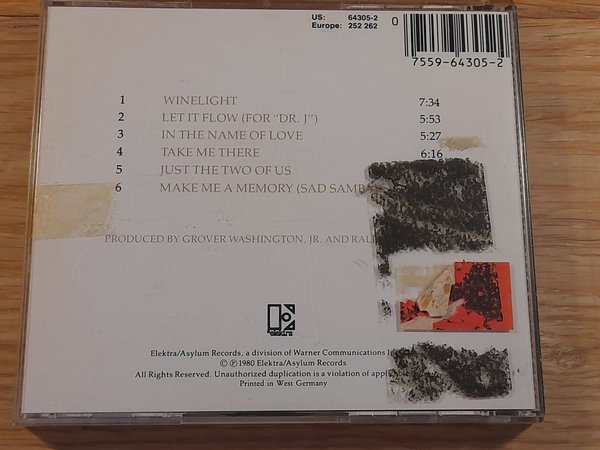 US: 64305-2
Europe: 252 262
0
7559-64305-2
1 WINELIGHT 7:34
2 LET IT FLOW (FOR "DR. J") 5:53
3 IN THE NAME OF LOVE 5:27
4 TAKE ME THERE 6:16
5 JUST THE TWO OF US
6 MAKE ME A MEMORY (SAD SAMBA
PRODUCED BY GROVER WASHINGTON, JR. AND
elektra
Elektra/Asylum Records, a division of Warner Communications
© ℗ 1980 Elektra/Asylum Records
All Rights Reserved. Unauthorized duplication is a violation of
Printed in West Germany